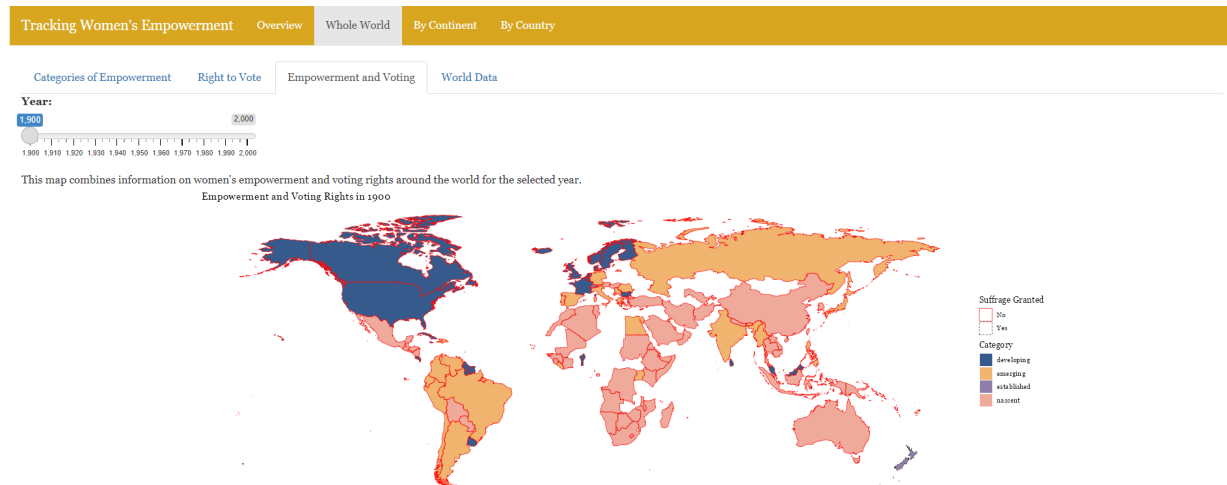 Tracking Women's Empowerment Overview Whole World By Continent By Country
Categories of Empowerment Right to Vote Empowerment and Voting World Data
Year:
1,900 2,000
1,900 1,910 1,920 1,930 1,940 1,950 1,960 1,970 1,980 1,990 2,000
This map combines information on women's empowerment and voting rights around the world for the selected year.
Empowerment and Voting Rights in 1900
Suffrage Granted
No
Yes
Category
developing
emerging
established
nascent